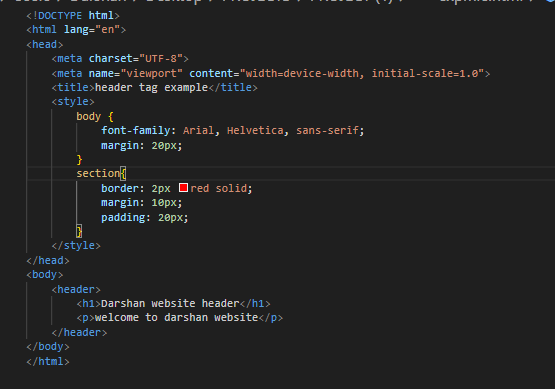 <!DOCTYPE html>
<html lang="en">
<head>
    <meta charset="UTF-8">
    <meta name="viewport" content="width=device-width, initial-scale=1.0">
    <title>header tag example</title>
    <style>
        body {
            font-family: Arial, Helvetica, sans-serif;
            margin: 20px;
        }
        section{
            border: 2px red solid;
            margin: 10px;
            padding: 20px;
        }
    </style>
</head>
<body>
    <header>
        <h1>Darshan website header</h1>
        <p>welcome to darshan website</p>
    </header>
</body>
</html>